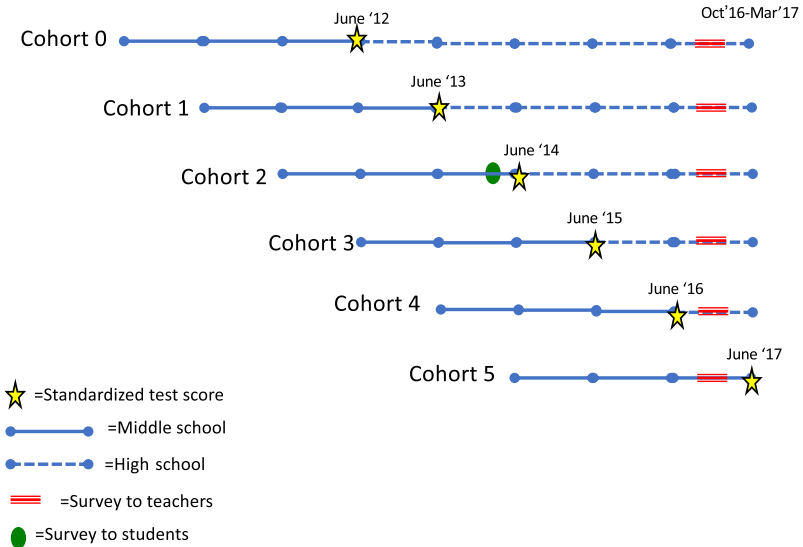 June ‘12
Oct’16-Mar’17
Cohort 0
June ‘13
Cohort 1
June ‘14
Cohort 2
June ‘15
Cohort 3
June ‘16
Cohort 4
June ‘17
Cohort 5
=Standardized test score
=Middle school
=High school
=Survey to teachers
=Survey to students